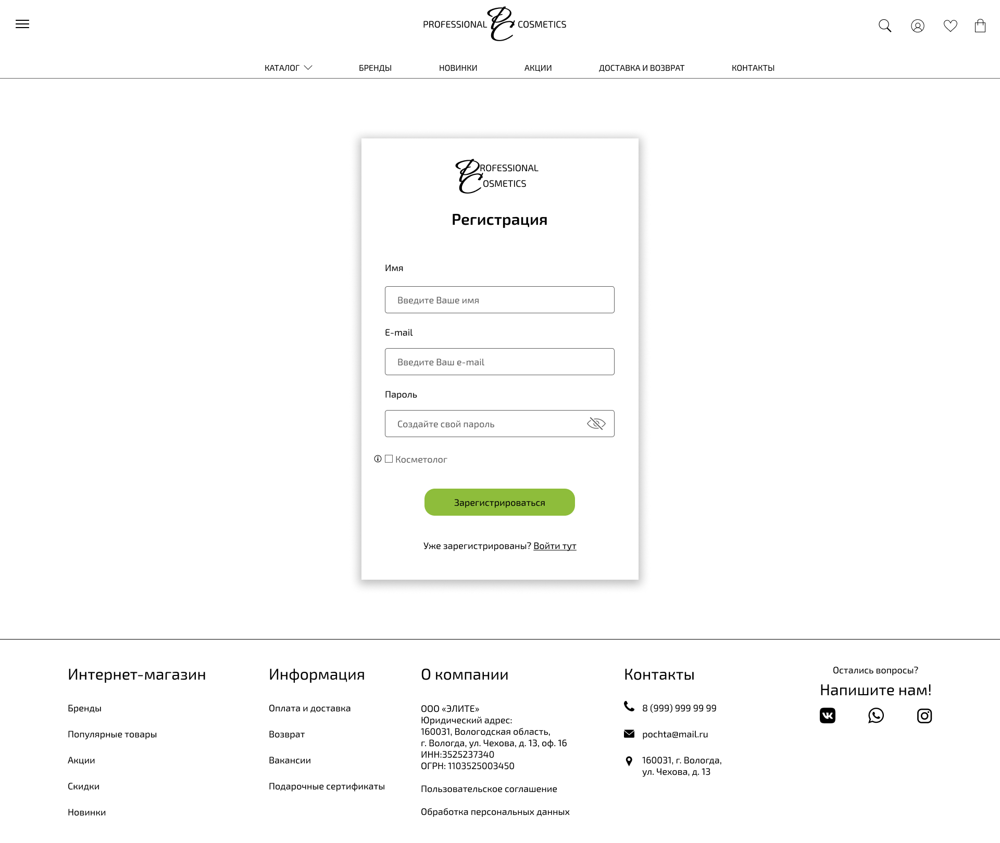 PROFESSIONAL PC COSMETICS
КАТАЛОГ БРЕНДЫ НОВИНКИ АКЦИИ ДОСТАВКА И ВОЗВРАТ КОНТАКТЫ
PROFESSIONAL
COSMETICS
Регистрация
Имя
Введите Ваше имя
E-mail
Введите Ваш e-mail
Пароль
Создайте свой пароль
Косметолог
Зарегистрироваться
Уже зарегистрированы? Войти тут
Интернет-магазин
Бренды
Популярные товары
Акции
Скидки
Новинки
Информация
Оплата и доставка
Возврат
Вакансии
Подарочные сертификаты
О компании
ООО «ЭЛИТЕ»
Юридический адрес:
160031, Вологодская область,
г. Вологда, ул. Чехова, д. 13, оф. 16
ИНН:3525237340
ОГРН: 1103525003450
Пользовательское соглашение
Обработка персональных данных
Контакты
8 (999) 999 99 99
pochta@mail.ru
160031, г. Вологда,
ул. Чехова, д. 13
Остались вопросы?
Напишите нам!